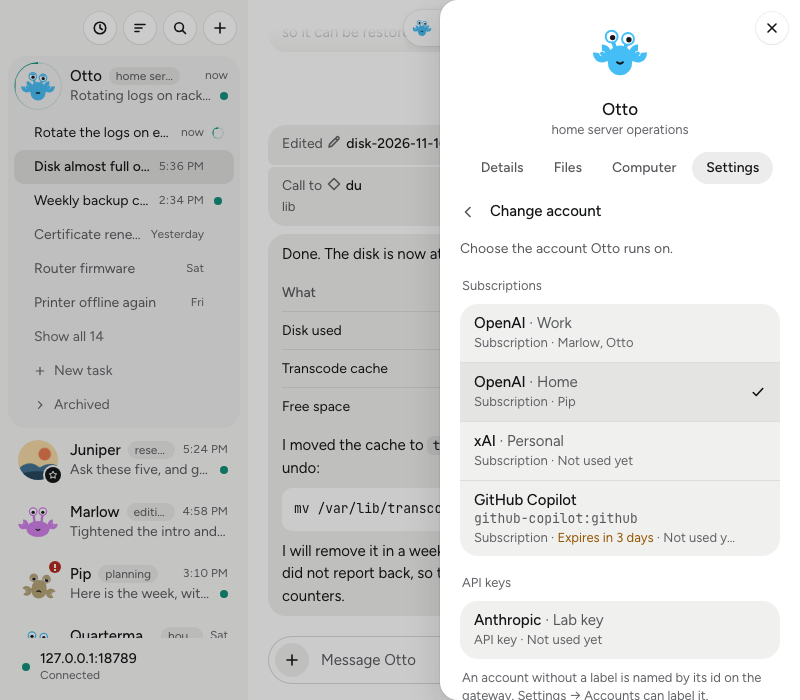 Otto
home ser...
now
Rotating logs on rack...
Rotate the logs on e...
now
Disk almost full o...
5:36 PM
Weekly backup c...
2:34 PM
Certificate rene...
Yesterday
Router firmware
Sat
Printer offline again
Fri
Show all 14
New task
Archived
Juniper
rese...
5:24 PM
Ask these five, and g...
Marlow
editi...
4:58 PM
Tightened the intro and...
Pip
planning
3:10 PM
Here is the week, wit...
Quarterma
hou...
Sat
127.0.0.1:18789
Connected
so it can be restor
Edited
disk-2026-11-1
Call to
du
lib
Done. The disk is now at
What
Disk used
Transcode cache
Free space
I moved the cache to t
undo:
mv /var/lib/transco
I will remove it in a week
did not report back, so t
counters.
Message Otto
Otto
home server operations
Details
Files
Computer
Settings
Change account
Choose the account Otto runs on.
Subscriptions
OpenAI · Work
Subscription · Marlow, Otto
OpenAI · Home
Subscription · Pip
xAI · Personal
Subscription · Not used yet
GitHub Copilot
github-copilot:github
Subscription · Expires in 3 days · Not used y...
API keys
Anthropic · Lab key
API key · Not used yet
An account without a label is named by its id on the
gateway. Settings → Accounts can label it.